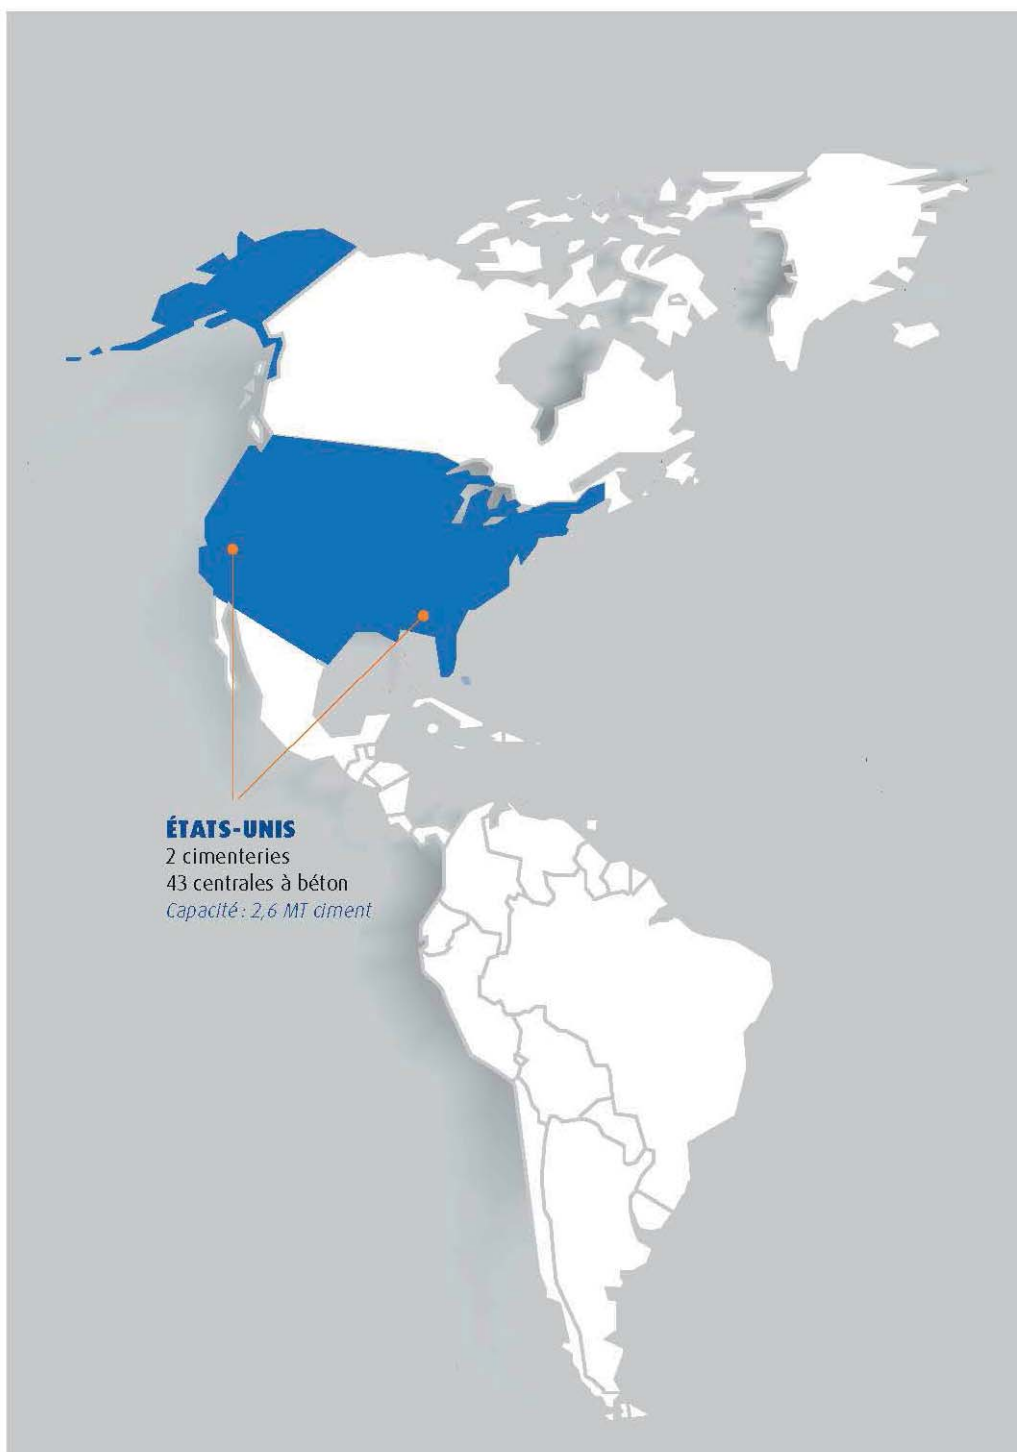 ÉTATS-UNIS
2 cimenteries
43 centrales à béton
Capacité : 2,6 MT ciment